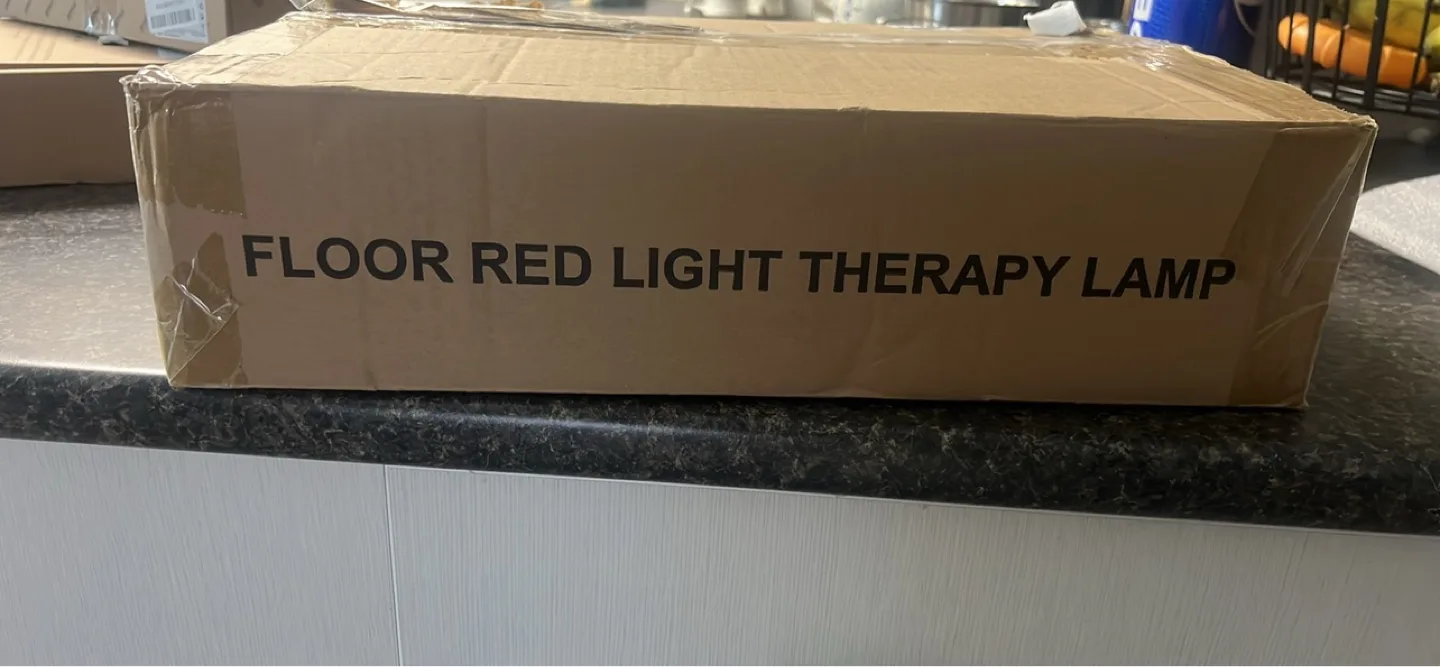 FLOOR RED LIGHT THERAPY LAMP